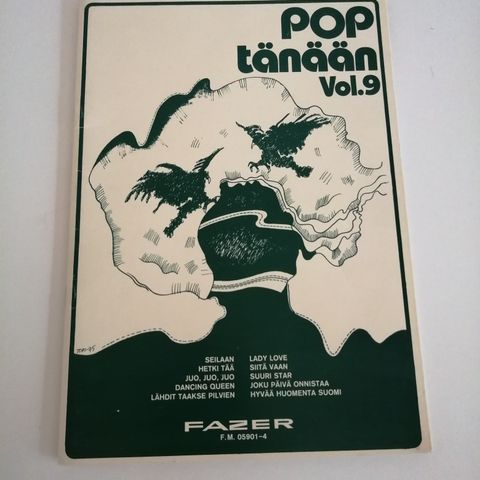 POP
tänään
Vol.9
SEILAAN
HETKI TÄÄ
JUO, JUO, JUO
DANCING QUEEN
LÄHDIT TAAKSE PILVIEN
LADY LOVE
SIITÄ VAAN
SUURI STAR
JOKU PÄIVÄ ONNISTAA
HYVÄÄ HUOMENTA SUOMI
FAZER
F.M. 05901-4